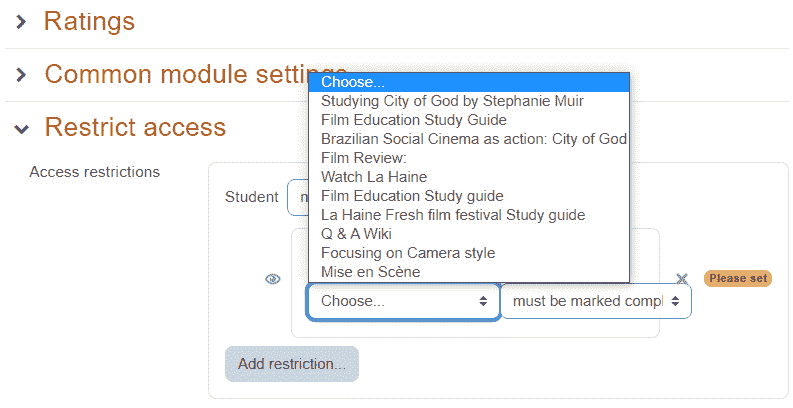 Ratings
Common module settings
Choose...
Studying City of God by Stephanie Muir
Film Education Study Guide
Brazilian Social Cinema as action: City of God
Film Review:
Watch La Haine
Film Education Study guide
La Haine Fresh film festival Study guide
Q & A Wiki
Focusing on Camera style
Mise en Scène
Restrict access
Access restrictions
Student
Please set
Choose...
must be marked compl
Add restriction...